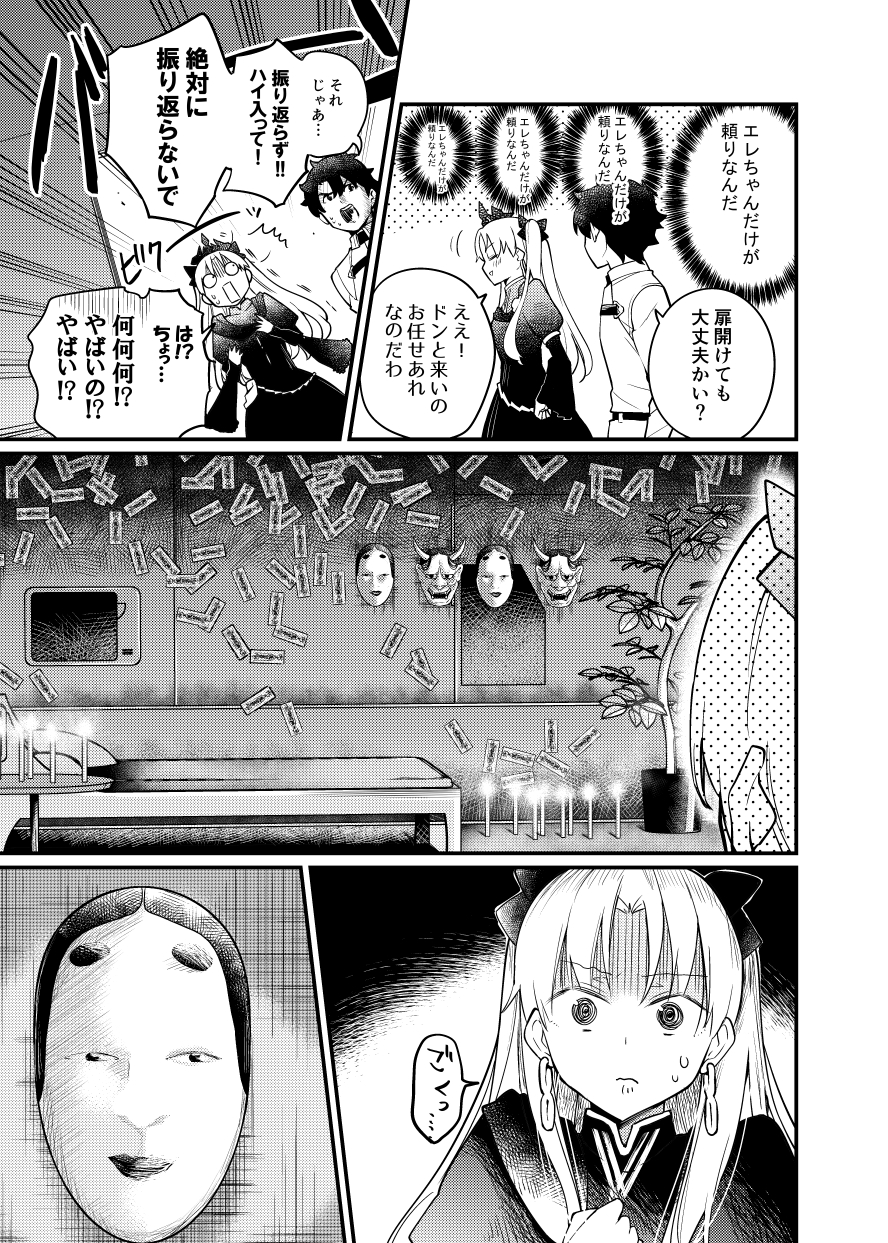 エレちゃんだけが
頼りなんだ
エレちゃんだけが
頼りなんだ
エレちゃんだけが
頼りなんだ
エレちゃんだけが
頼りなんだ
扉開けても
大丈夫かい？
ええ！
ドンと来いの
お任せあれ
なのだわ
それ
じゃあ…
振り返らず!!
ハイ入って！
絶対に
振り返らないで
ビク
は!?
ちょっ…
何何何!?
やばいの!?
やばい!?
ごくっ…